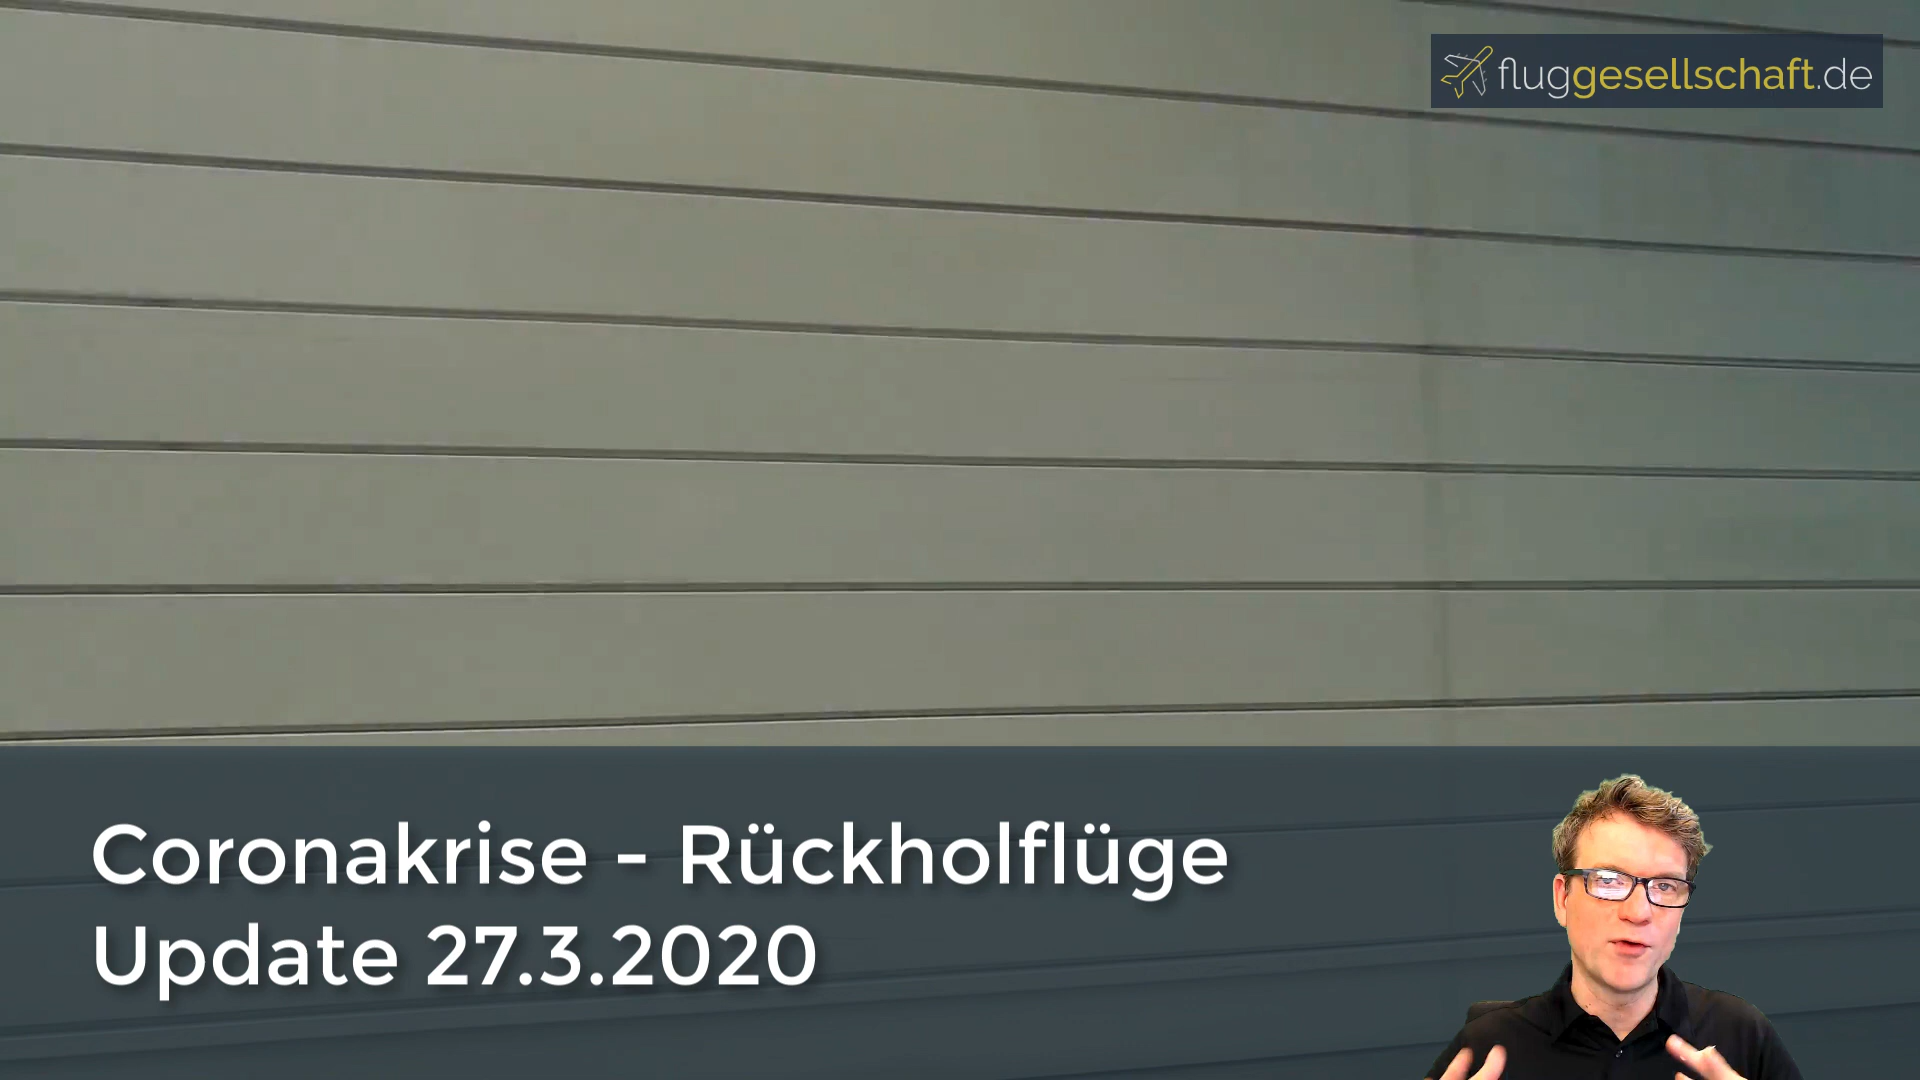 fluggesellschaft.de
Coronakrise - Rückholflüge
Update 27.3.2020